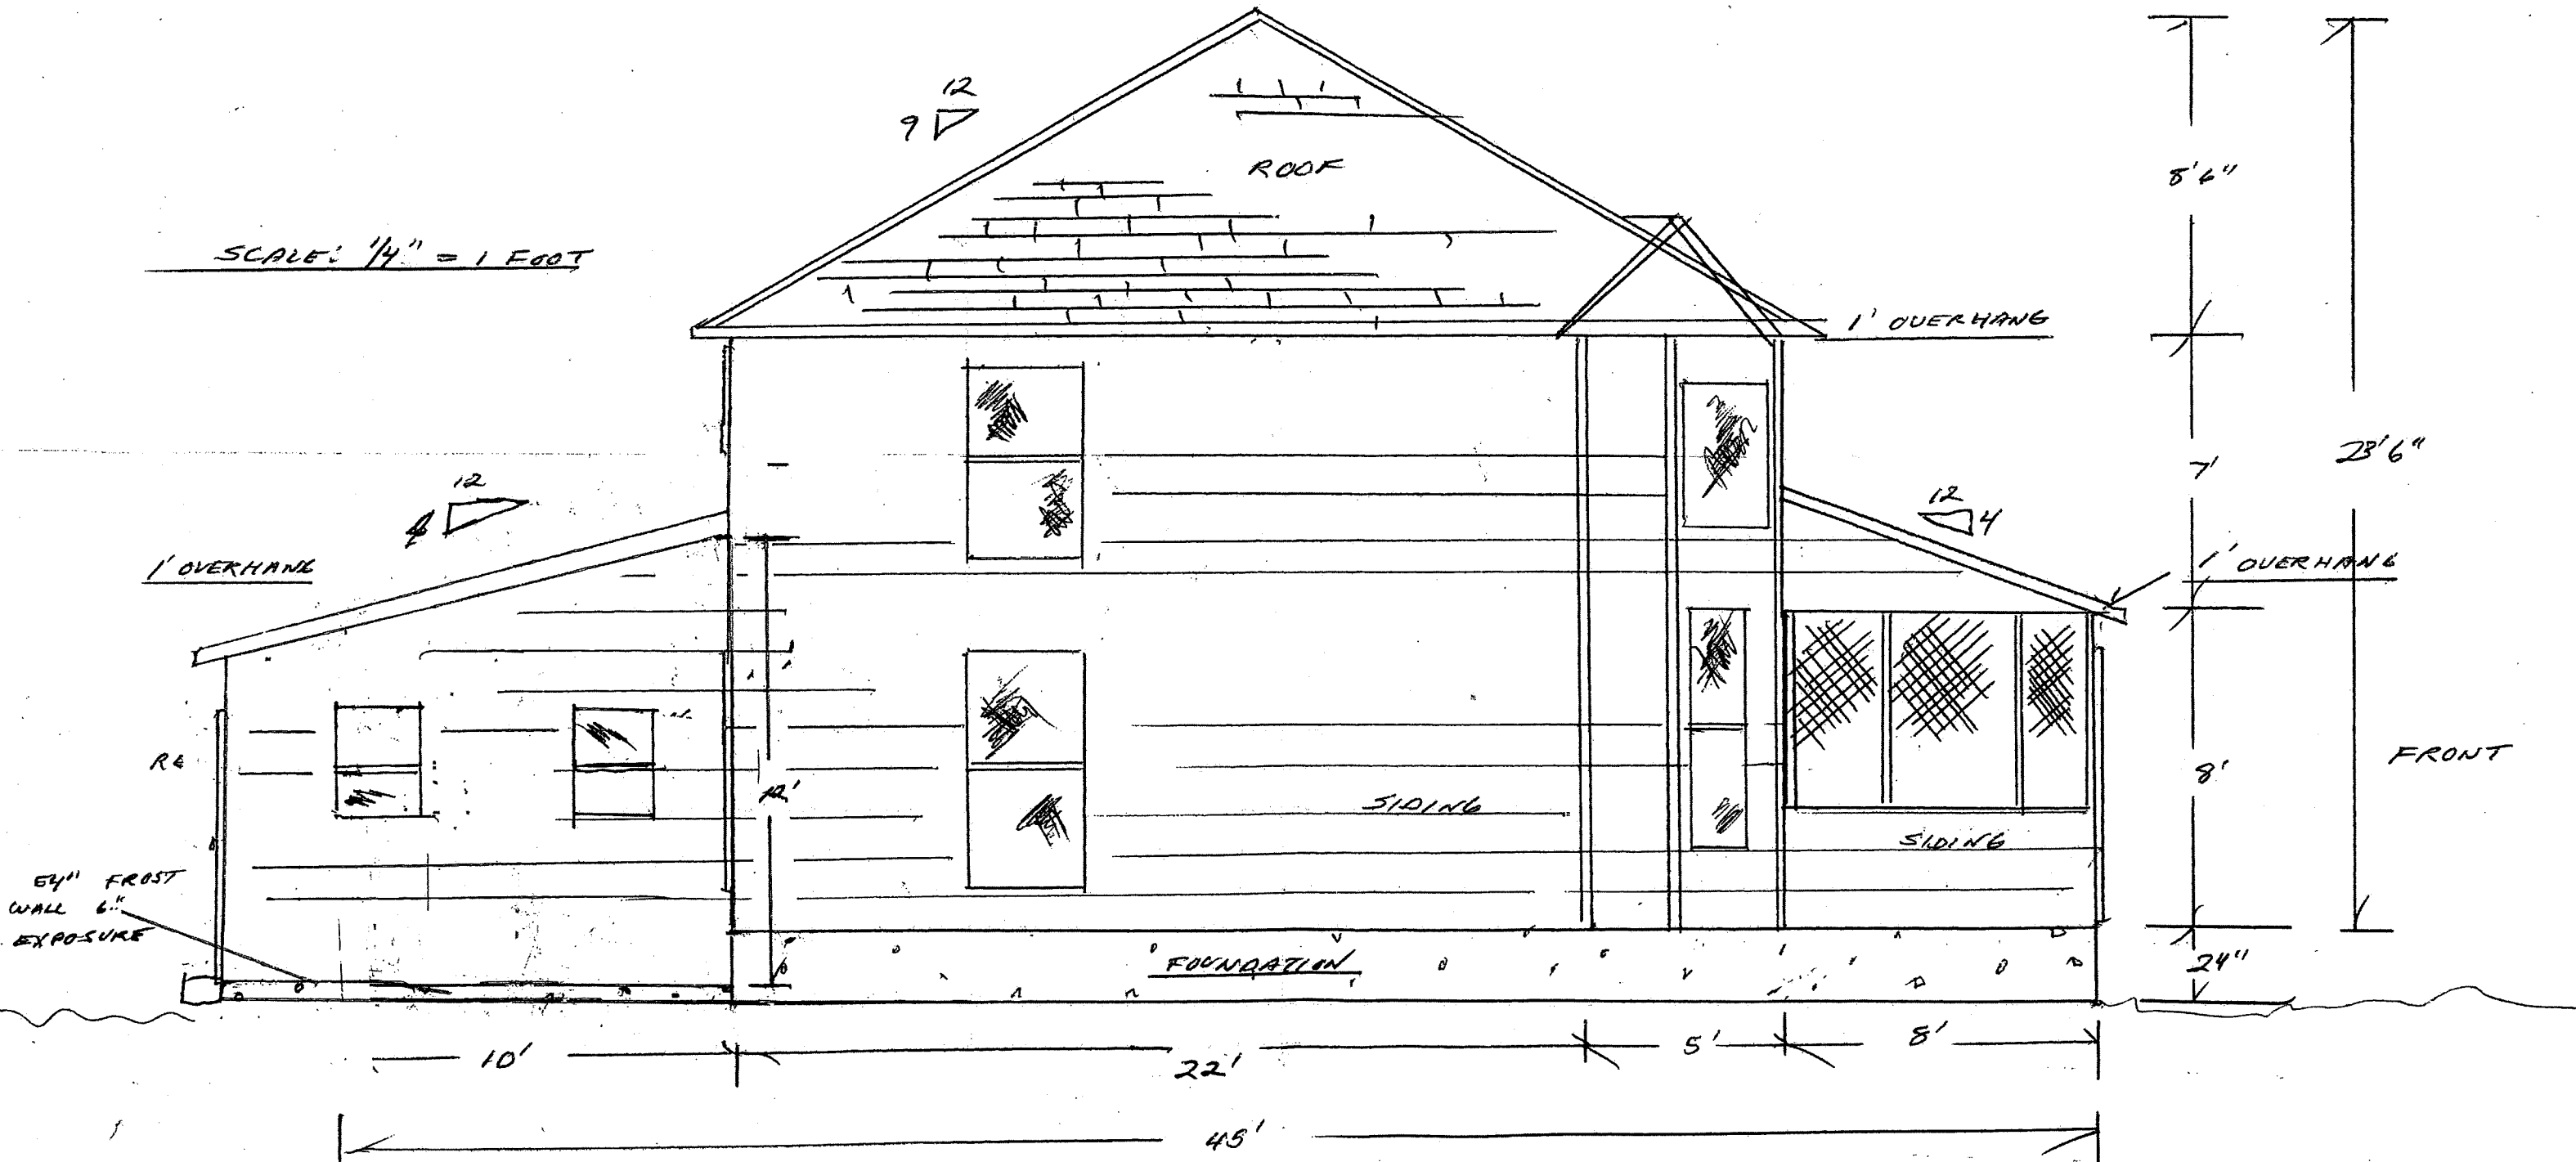 12
9
ROOF
8'6"
SCALE: 1/4" = 1 FOOT
1' OVERHANG
7'
23'6"
12
4
12
4
1' OVERHANG
1' OVERHANG
12'
SIDING
8'
FRONT
SIDING
54" FROST
WALL 6"
EXPOSURE
FOUNDATION
24"
10'
22'
5'
8'
45'